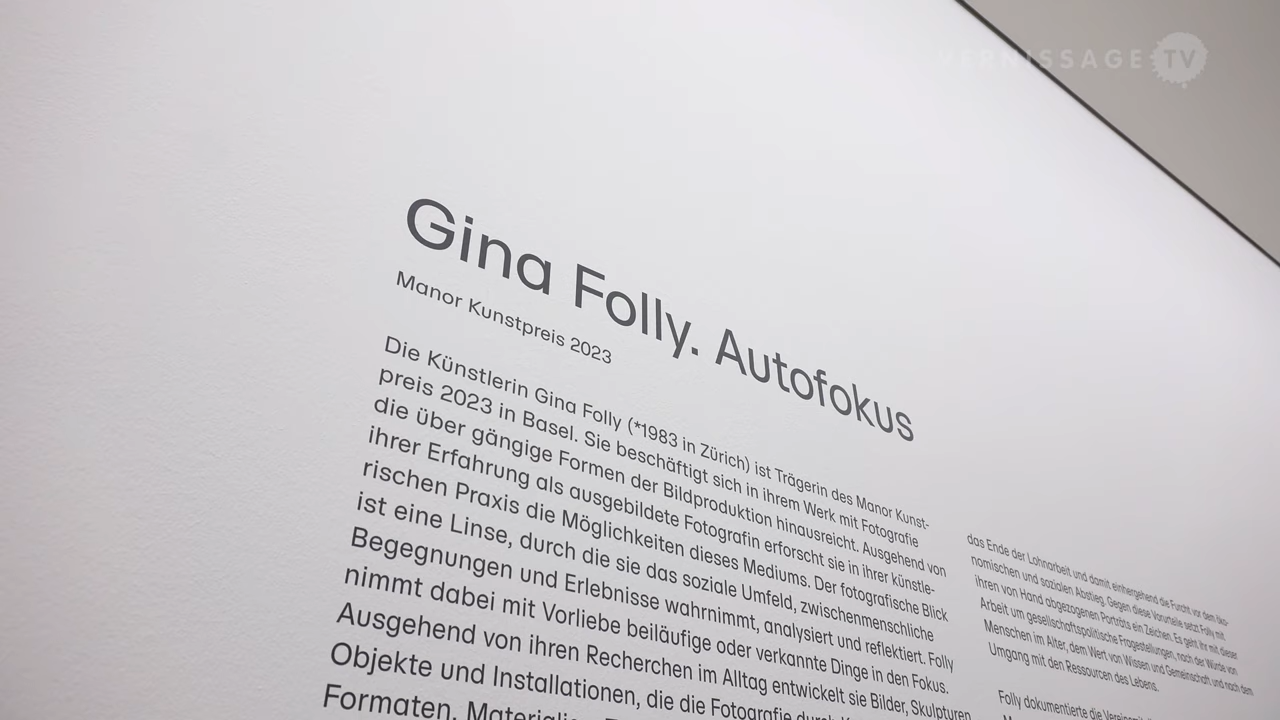 VERNISSAGE TV
Gina Folly. Autofokus
Manor Kunstpreis 2023
Die Künstlerin Gina Folly (*1983 in Zürich) ist Trägerin des Manor Kunst-
preis 2023 in Basel. Sie beschäftigt sich in ihrem Werk mit Fotografie
die über gängige Formen der Bildproduktion hinausreicht. Ausgehend von
ihrer Erfahrung als ausgebildete Fotografin erforscht sie in ihrer künstle-
rischen Praxis die Möglichkeiten dieses Mediums. Der fotografische Blick
ist eine Linse, durch die sie das soziale Umfeld, zwischenmenschliche
Begegnungen und Erlebnisse wahrnimmt, analysiert und reflektiert. Folly
nimmt dabei mit Vorliebe beiläufige oder verkannte Dinge in den Fokus.
Ausgehend von ihren Recherchen im Alltag entwickelt sie Bilder, Skulpturen
Objekte und Installationen, die die Fotografie durch
Formaten,
das Ende der Lohnarbeit und damit einhergehend die Furcht vor dem öko-
nomischen und sozialen Abstieg. Gegen diese Vorurteile setzt Folly mit
ihren von Hand abgezogenen Porträts ein Zeichen. Es geht ihr mit dieser
Arbeit um gesellschaftspolitische Fragestellungen, nach der Würde von
Menschen im Alter, dem Wert von Wissen und Gemeinschaft und nach dem
Umgang mit den Ressourcen des Lebens.
Folly dokumentierte die